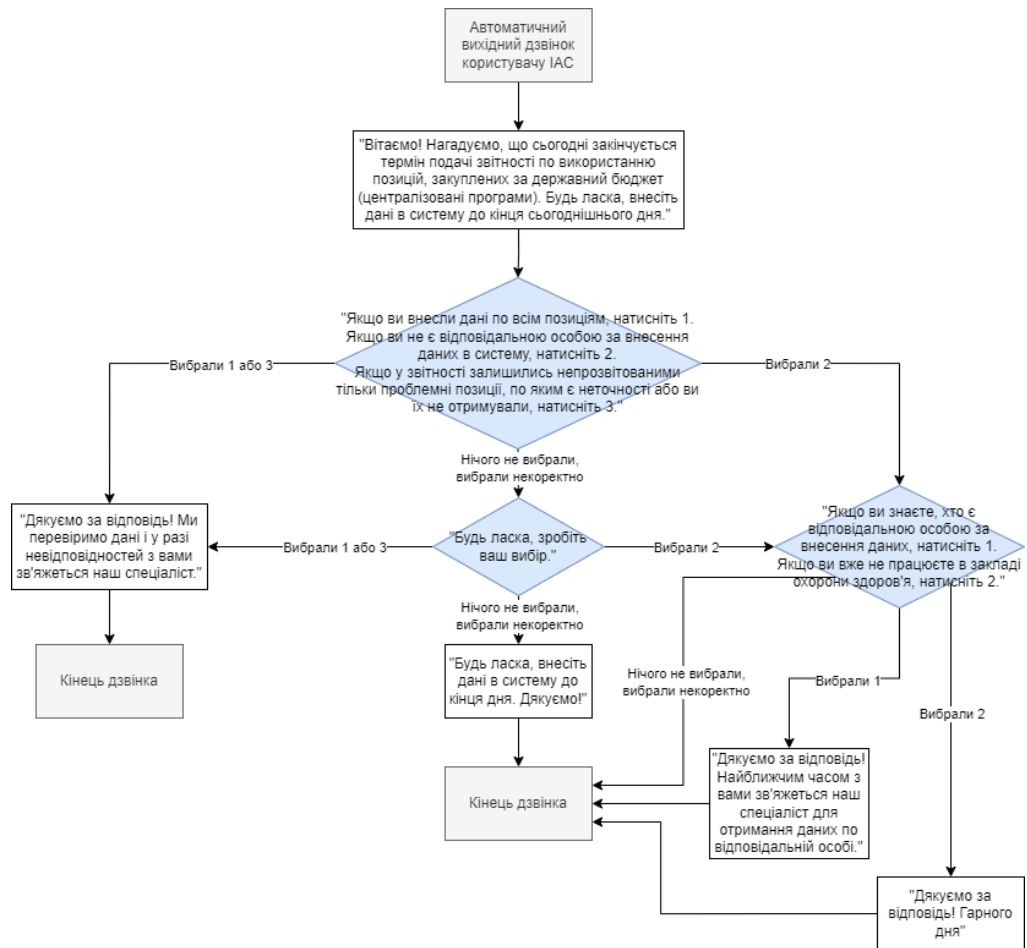 Автоматичний
вихідний дзвінок
користувачу ІАС
"Вітаємо! Нагадуємо, що сьогодні закінчується
термін подачі звітності по використанню
позицій, закуплених за державний бюджет
(централізовані програми). Будь ласка, внесіть
дані в систему до кінця сьогоднішнього дня."
"Якщо ви внесли дані по всім позиціям, натисніть 1.
Якщо ви не є відповідальною особою за внесення
даних в систему, натисніть 2.
Якщо у звітності залишились непрозвітованими
тільки проблемні позиції, по яким є неточності або ви
їх не отримували, натисніть 3."
Вибрали 1 або 3
Вибрали 2
Нічого не вибрали,
вибрали некоректно
"Дякуємо за відповідь! Ми
перевіримо дані і у разі
невідповідностей з вами
зв'яжеться наш спеціаліст."
Вибрали 1 або 3
"Будь ласка, зробіть
ваш вибір."
Вибрали 2
"Якщо ви знаєте, хто є
відповідальною особою за
внесення даних, натисніть 1.
Якщо ви вже не працюєте в закладі
охорони здоров'я, натисніть 2."
Нічого не вибрали,
вибрали некоректно
Кінець дзвінка
"Будь ласка, внесіть
дані в систему до
кінця дня. Дякуємо!"
Нічого не вибрали,
вибрали некоректно
Вибрали 1
Вибрали 2
Кінець дзвінка
"Дякуємо за відповідь!
Найближчим часом з
вами зв'яжеться наш
спеціаліст для
отримання даних по
відповідальній особі."
"Дякуємо за
відповідь! Гарного
дня"